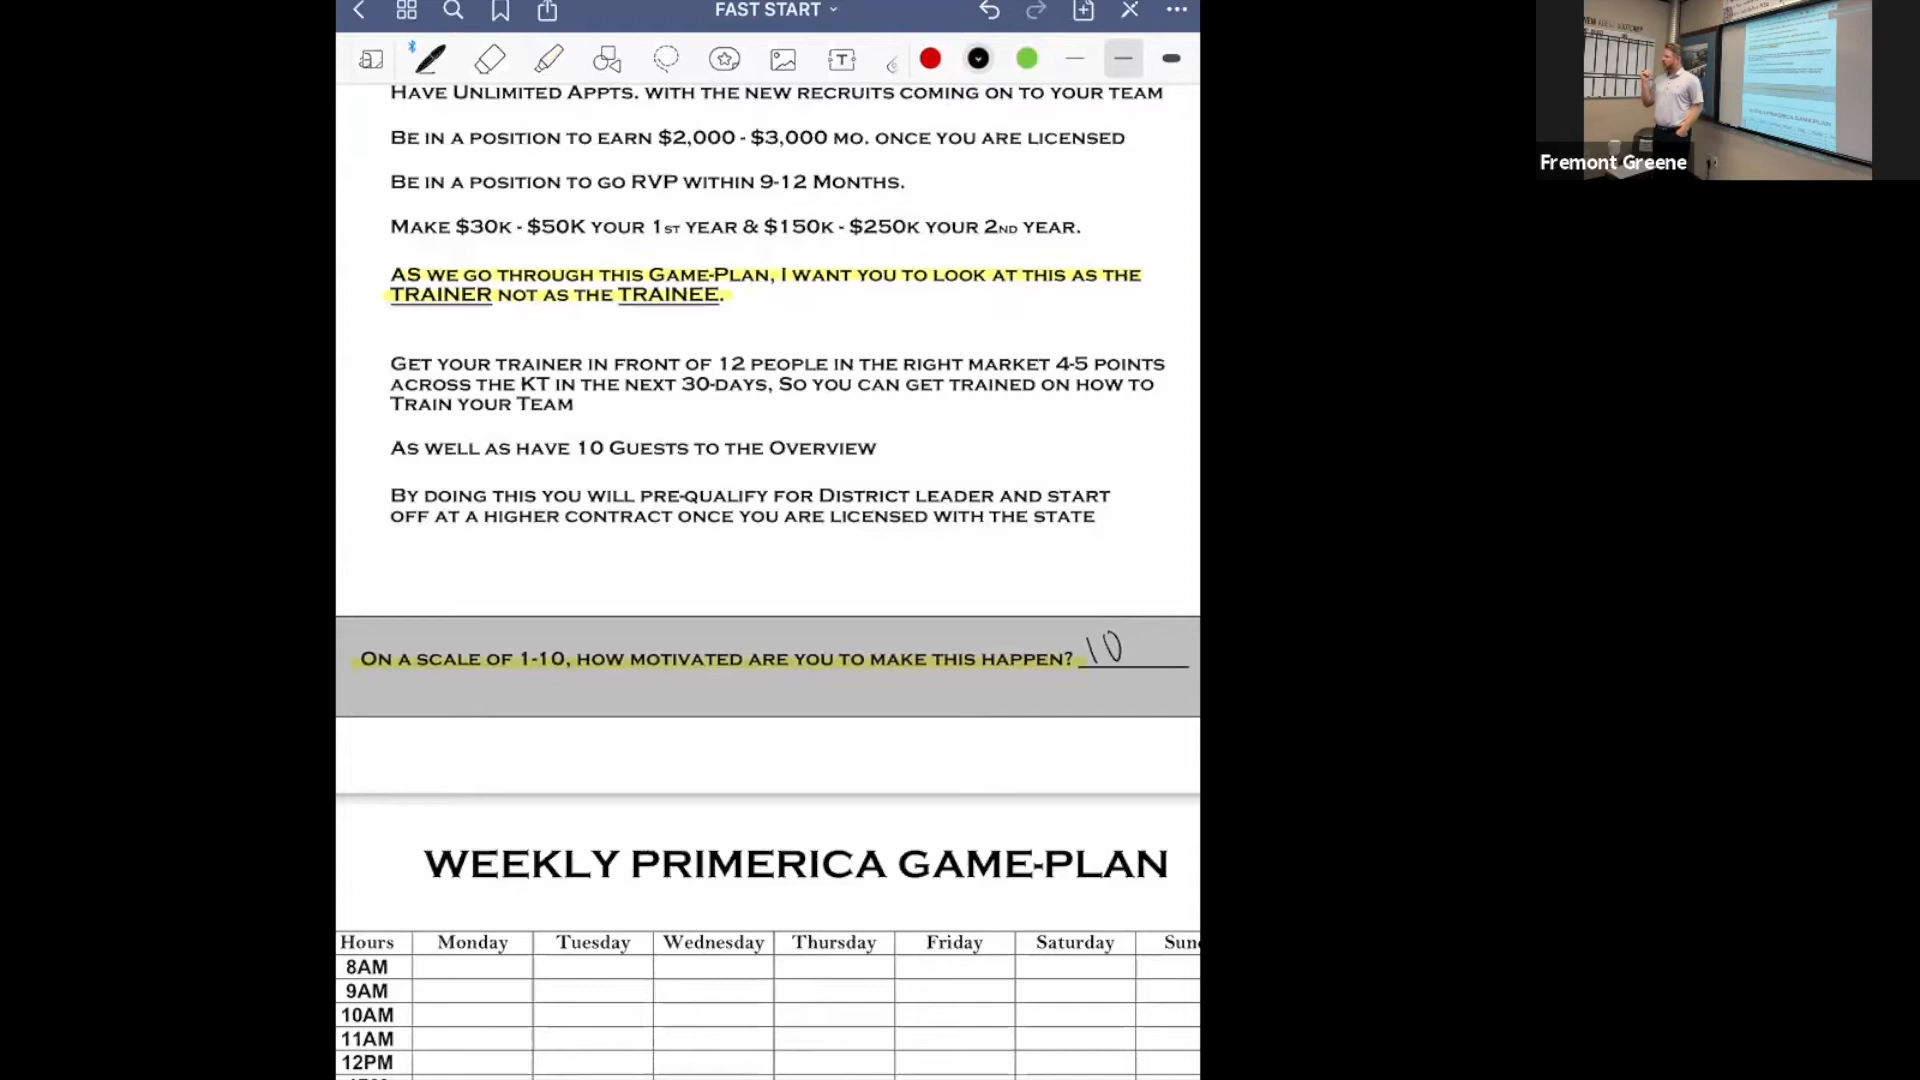 FAST START
HAVE UNLIMITED APPTS. WITH THE NEW RECRUITS COMING ON TO YOUR TEAM
BE IN A POSITION TO EARN $2,000 - $3,000 MO. ONCE YOU ARE LICENSED
BE IN A POSITION TO GO RVP WITHIN 9-12 MONTHS.
MAKE $30K - $50K YOUR 1ST YEAR & $150K - $250K YOUR 2ND YEAR.
AS WE GO THROUGH THIS GAME-PLAN, I WANT YOU TO LOOK AT THIS AS THE
TRAINER NOT AS THE TRAINEE.
GET YOUR TRAINER IN FRONT OF 12 PEOPLE IN THE RIGHT MARKET 4-5 POINTS
ACROSS THE KT IN THE NEXT 30-DAYS, SO YOU CAN GET TRAINED ON HOW TO
TRAIN YOUR TEAM
AS WELL AS HAVE 10 GUESTS TO THE OVERVIEW
BY DOING THIS YOU WILL PRE-QUALIFY FOR DISTRICT LEADER AND START
OFF AT A HIGHER CONTRACT ONCE YOU ARE LICENSED WITH THE STATE
ON A SCALE OF 1-10, HOW MOTIVATED ARE YOU TO MAKE THIS HAPPEN? 10
WEEKLY PRIMERICA GAME-PLAN
Hours Monday Tuesday Wednesday Thursday Friday Saturday Sun
8AM
9AM
10AM
11AM
12PM
Fremont Greene